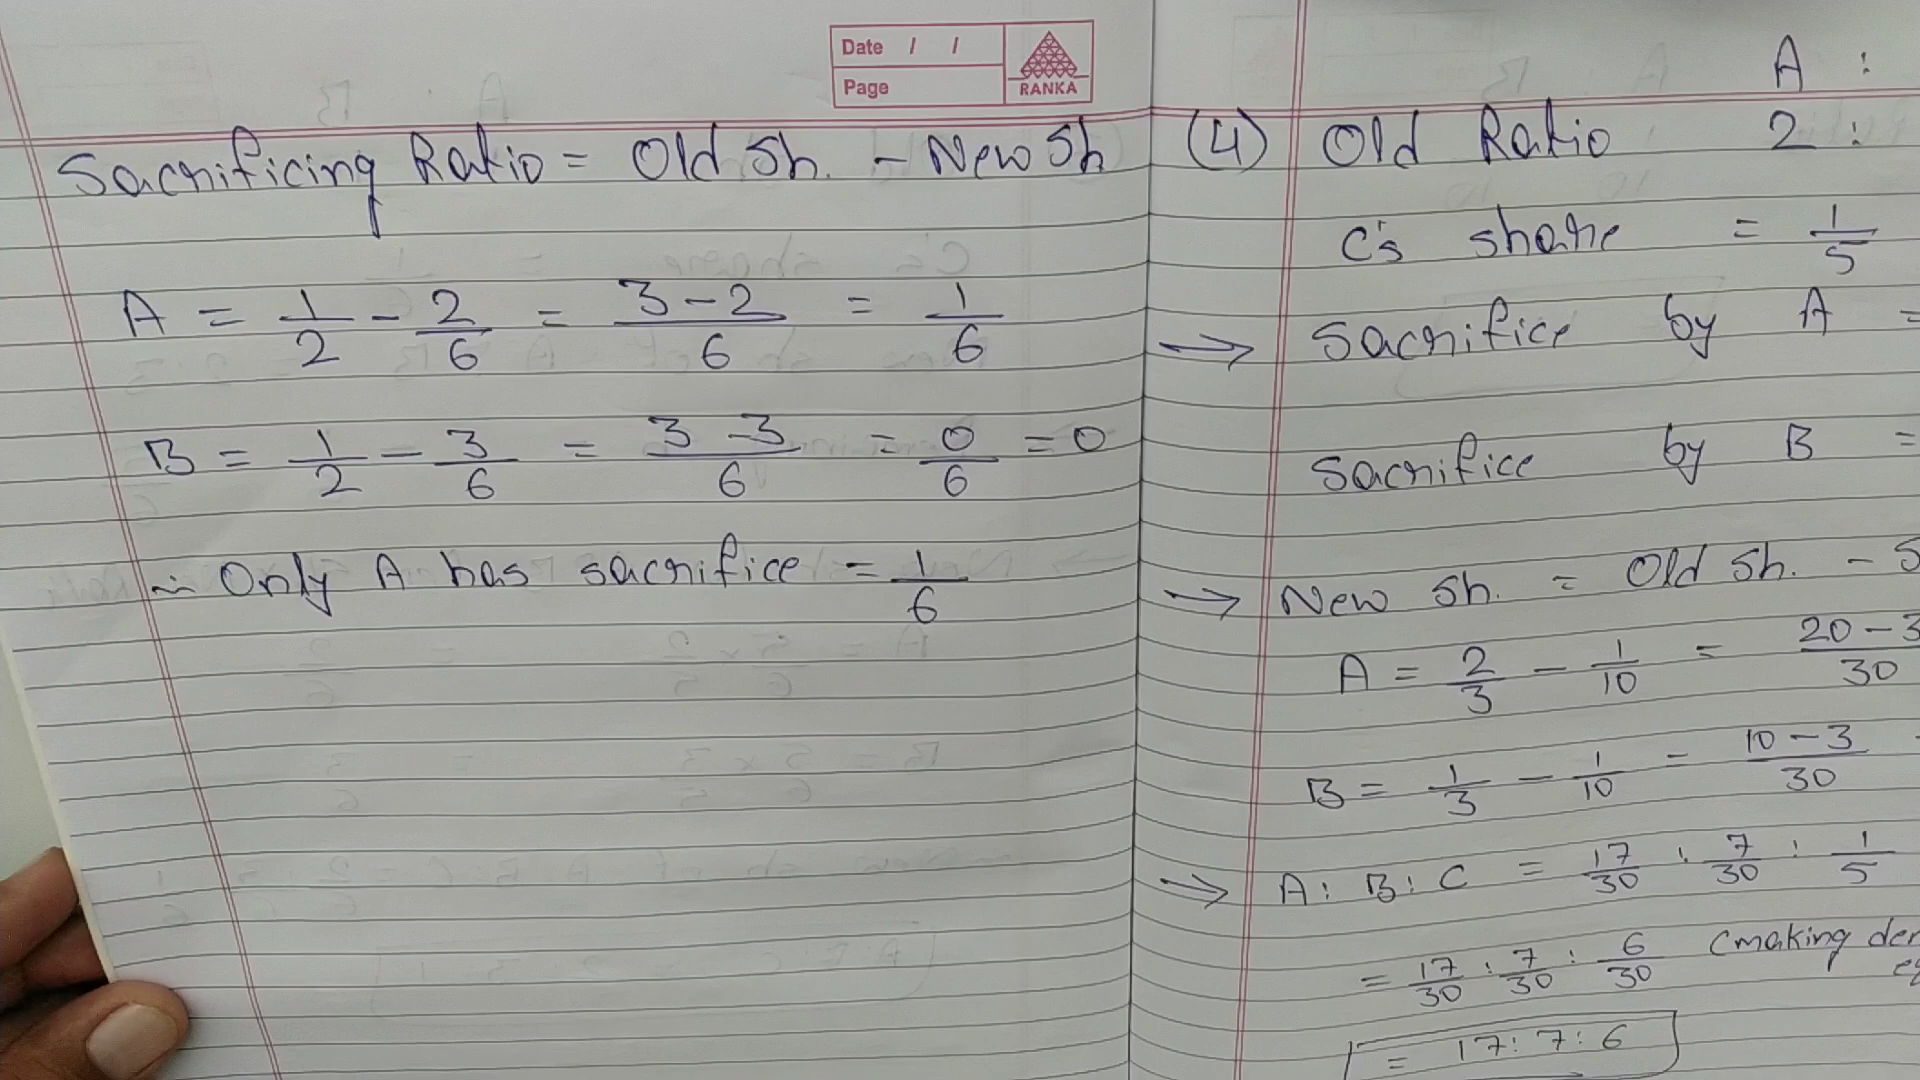 Date / /
Page
RANKA
Sacrificing Ratio = Old Sh. - New Sh
A = 1/2 - 2/6 = 3-2/6 = 1/6
B = 1/2 - 3/6 = 3-3/6 = 0/6 = 0
∴ Only A has sacrifice = 1/6
A :
(4) Old Ratio 2 :
C's share = 1/5
→ Sacrifice by A =
Sacrifice by B =
→ New Sh. = Old Sh. - S
A = 2/3 - 1/10 = 20-3/30
B = 1/3 - 1/10 = 10-3/30
→ A : B : C = 17/30 : 7/30 : 1/5
= 17/30 : 7/30 : 6/30 (making
= 17 : 7 : 6